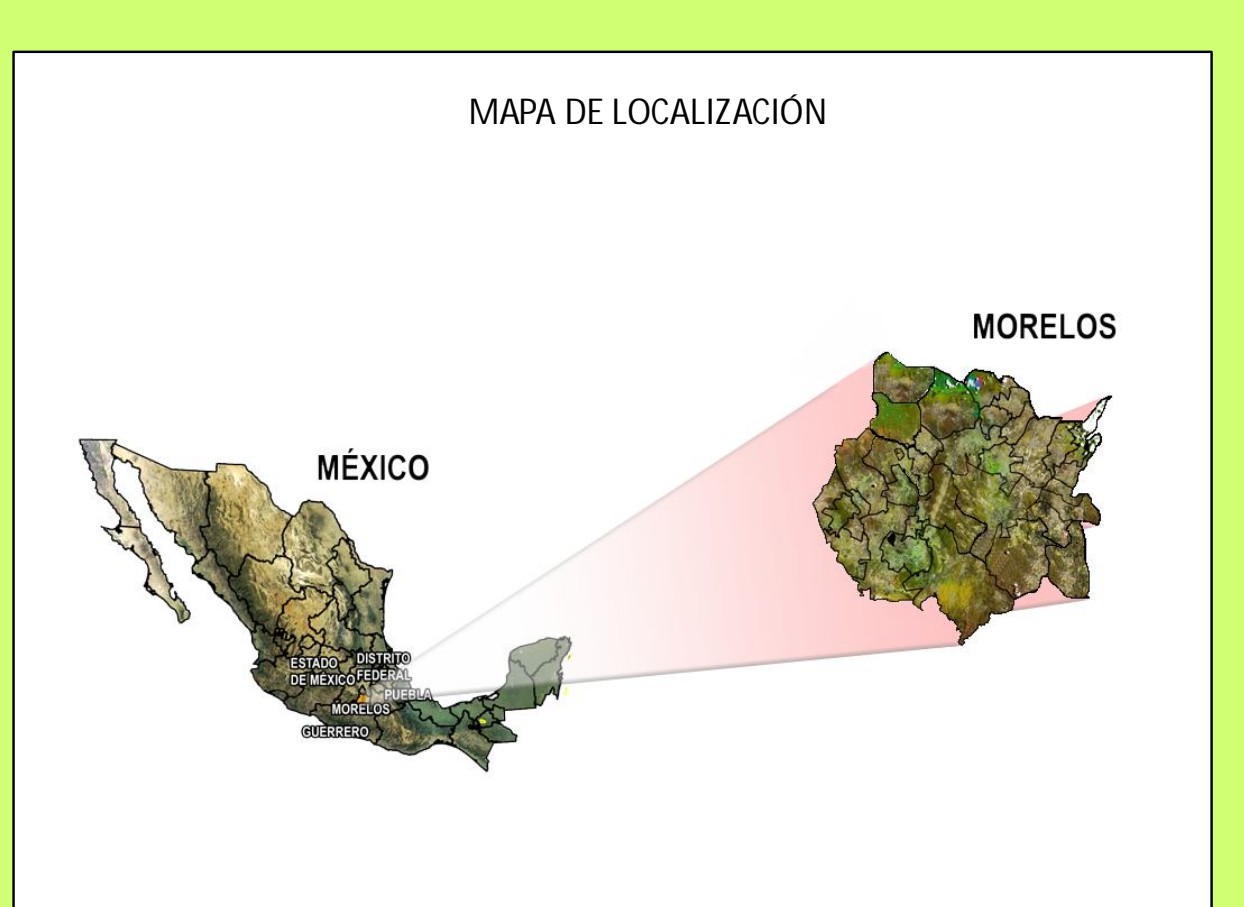 MAPA DE LOCALIZACIÓN
MORELOS
MÉXICO
ESTADO
DE MÉXICO
DISTRITO
FEDERAL
PUEBLA
MORELOS
GUERRERO